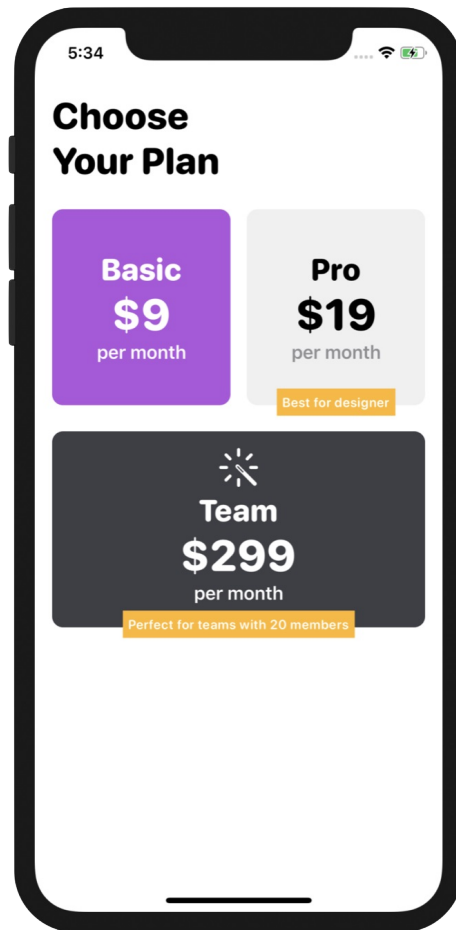 5:34
Choose
Your Plan
Basic
$9
per month
Pro
$19
per month
Best for designer
Team
$299
per month
Perfect for teams with 20 members